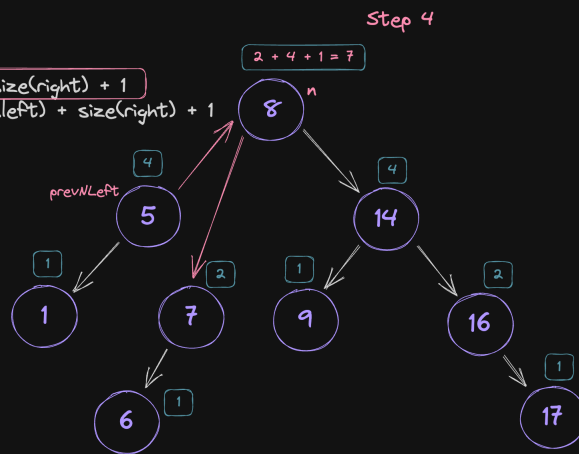 Step 4
2 + 4 + 1 = 7
size(right) + 1
left) + size(right) + 1
n
8
4
prevNLeft
5
4
14
1
1
2
7
1
9
2
16
6
1
1
17